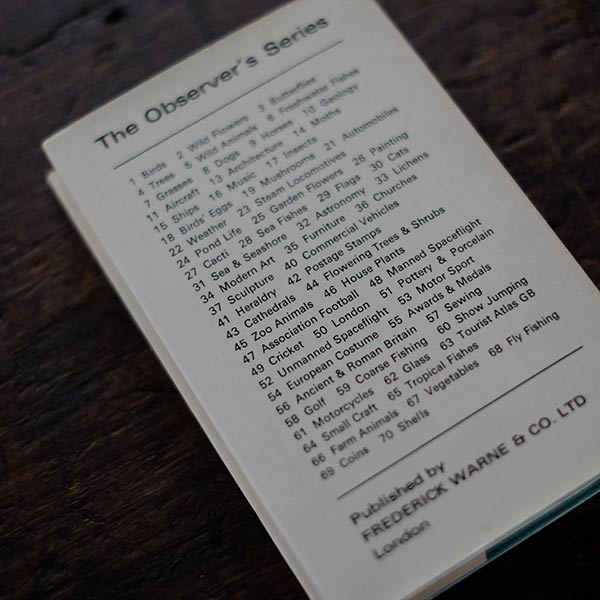 The Observer's Series
1 Birds 2 Wild Flowers 3 Butterflies
4 Trees 5 Wild Animals 6 Freshwater Fishes
7 Grasses 8 Dogs 9 Horses 10 Geology
11 Aircraft 13 Architecture 14 Moths
15 Ships 16 Music 17 Insects
18 Birds' Eggs 19 Mushrooms 21 Automobiles
22 Weather 23 Steam Locomotives
24 Pond Life 25 Garden Flowers 26 Painting
27 Cacti 28 Sea Fishes 29 Flags 30 Cats
31 Sea & Seashore 32 Astronomy 33 Lichens
34 Modern Art 35 Furniture 36 Churches
37 Sculpture 40 Commercial Vehicles
41 Heraldry 42 Postage Stamps
43 Cathedrals 44 Flowering Trees & Shrubs
45 Zoo Animals 46 House Plants
47 Association Football 48 Manned Spaceflight
49 Cricket 50 London 51 Pottery & Porcelain
52 Unmanned Spaceflight 53 Motor Sport
54 European Costume 55 Awards & Medals
56 Ancient & Roman Britain 57 Sewing
58 Golf 59 Coarse Fishing 60 Show Jumping
61 Motorcycles 62 Glass 63 Tourist Atlas GB
64 Small Craft 65 Tropical Fishes
66 Farm Animals 67 Vegetables 68 Fly Fishing
69 Coins 70 Shells
Published by
FREDERICK WARNE & CO. LTD
London